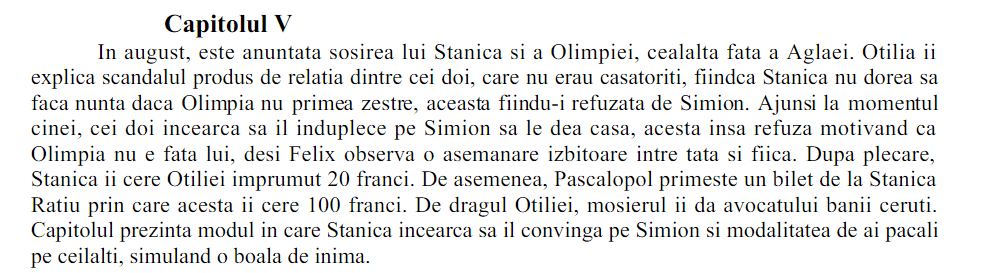 Capitolul V
In august, este anuntata sosirea lui Stanica si a Olimpiei, cealalta fata a Aglaei. Otilia ii
explica scandalul produs de relatia dintre cei doi, care nu erau casatoriti, fiindca Stanica nu dorea sa
faca nunta daca Olimpia nu primea zestre, aceasta fiindu-i refuzata de Simion. Ajunsi la momentul
cinei, cei doi incearca sa il induplece pe Simion sa le dea casa, acesta insa refuza motivand ca
Olimpia nu e fata lui, desi Felix observa o asemanare izbitoare intre tata si fiica. Dupa plecare,
Stanica ii cere Otiliei imprumut 20 franci. De asemenea, Pascalopol primeste un bilet de la Stanica
Ratiu prin care acesta ii cere 100 franci. De dragul Otiliei, mosierul ii da avocatului banii ceruti.
Capitolul prezinta modul in care Stanica incearca sa il convinga pe Simion si modalitatea de ai pacali
pe ceilalti, simuland o boala de inima.